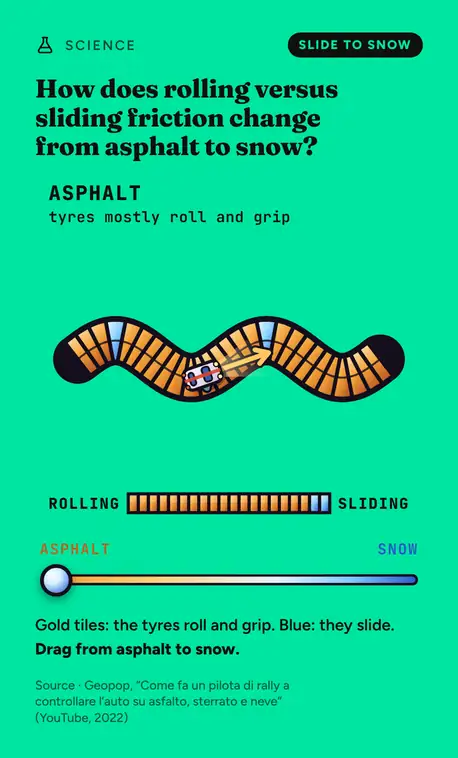 SCIENCE
SLIDE TO SNOW
How does rolling versus
sliding friction change
from asphalt to snow?
ASPHALT
tyres mostly roll and grip
ROLLING
SLIDING
ASPHALT
SNOW
Gold tiles: the tyres roll and grip. Blue: they slide.
Drag from asphalt to snow.
Source · Geopop, “Come fa un pilota di rally a
controllare l’auto su asfalto, sterrato e neve”
(YouTube, 2022)